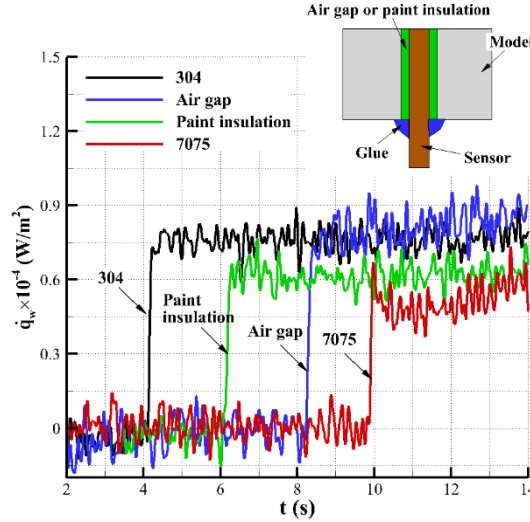 Air gap or paint insulation
Model
Glue
Sensor
1.5
1.2
0.9
0.6
0.3
0
q̇w×10⁻⁴ (W/m²)
304
Air gap
Paint insulation
7075
304
Paint
insulation
Air gap
7075
2
4
6
8
10
12
14
t (s)